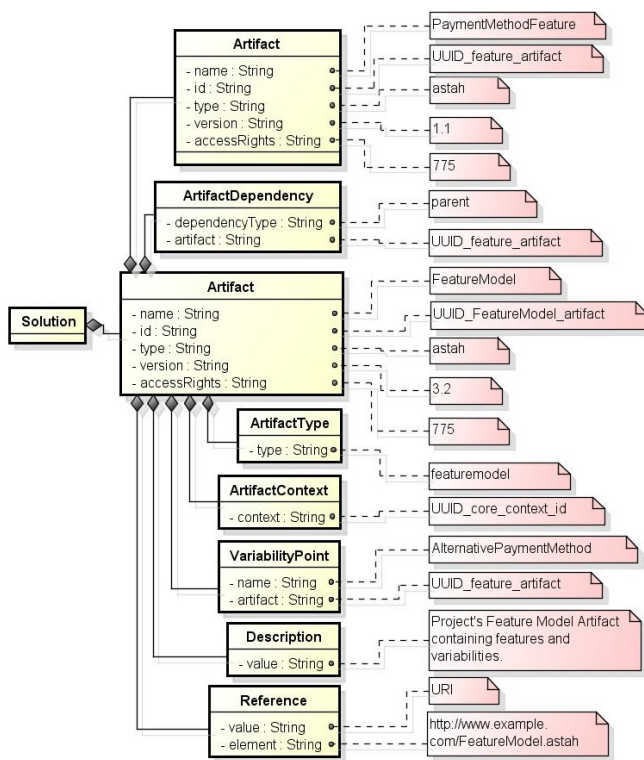 Artifact
- name : String
- id : String
- type : String
- version : String
- accessRights : String
PaymentMethodFeature
UUID_feature_artifact
astah
1.1
775
ArtifactDependency
- dependencyType : String
- artifact : String
parent
UUID_feature_artifact
Solution
Artifact
- name : String
- id : String
- type : String
- version : String
- accessRights : String
FeatureModel
UUID_FeatureModel_artifact
astah
3.2
775
ArtifactType
- type : String
featuremodel
ArtifactContext
- context : String
UUID_core_context_id
VariabilityPoint
- name : String
- artifact : String
AlternativePaymentMethod
UUID_feature_artifact
Description
- value : String
Project's Feature Model Artifact
containing features and
variabilities.
Reference
- value : String
- element : String
URI
http://www.example.
com/FeatureModel.astah